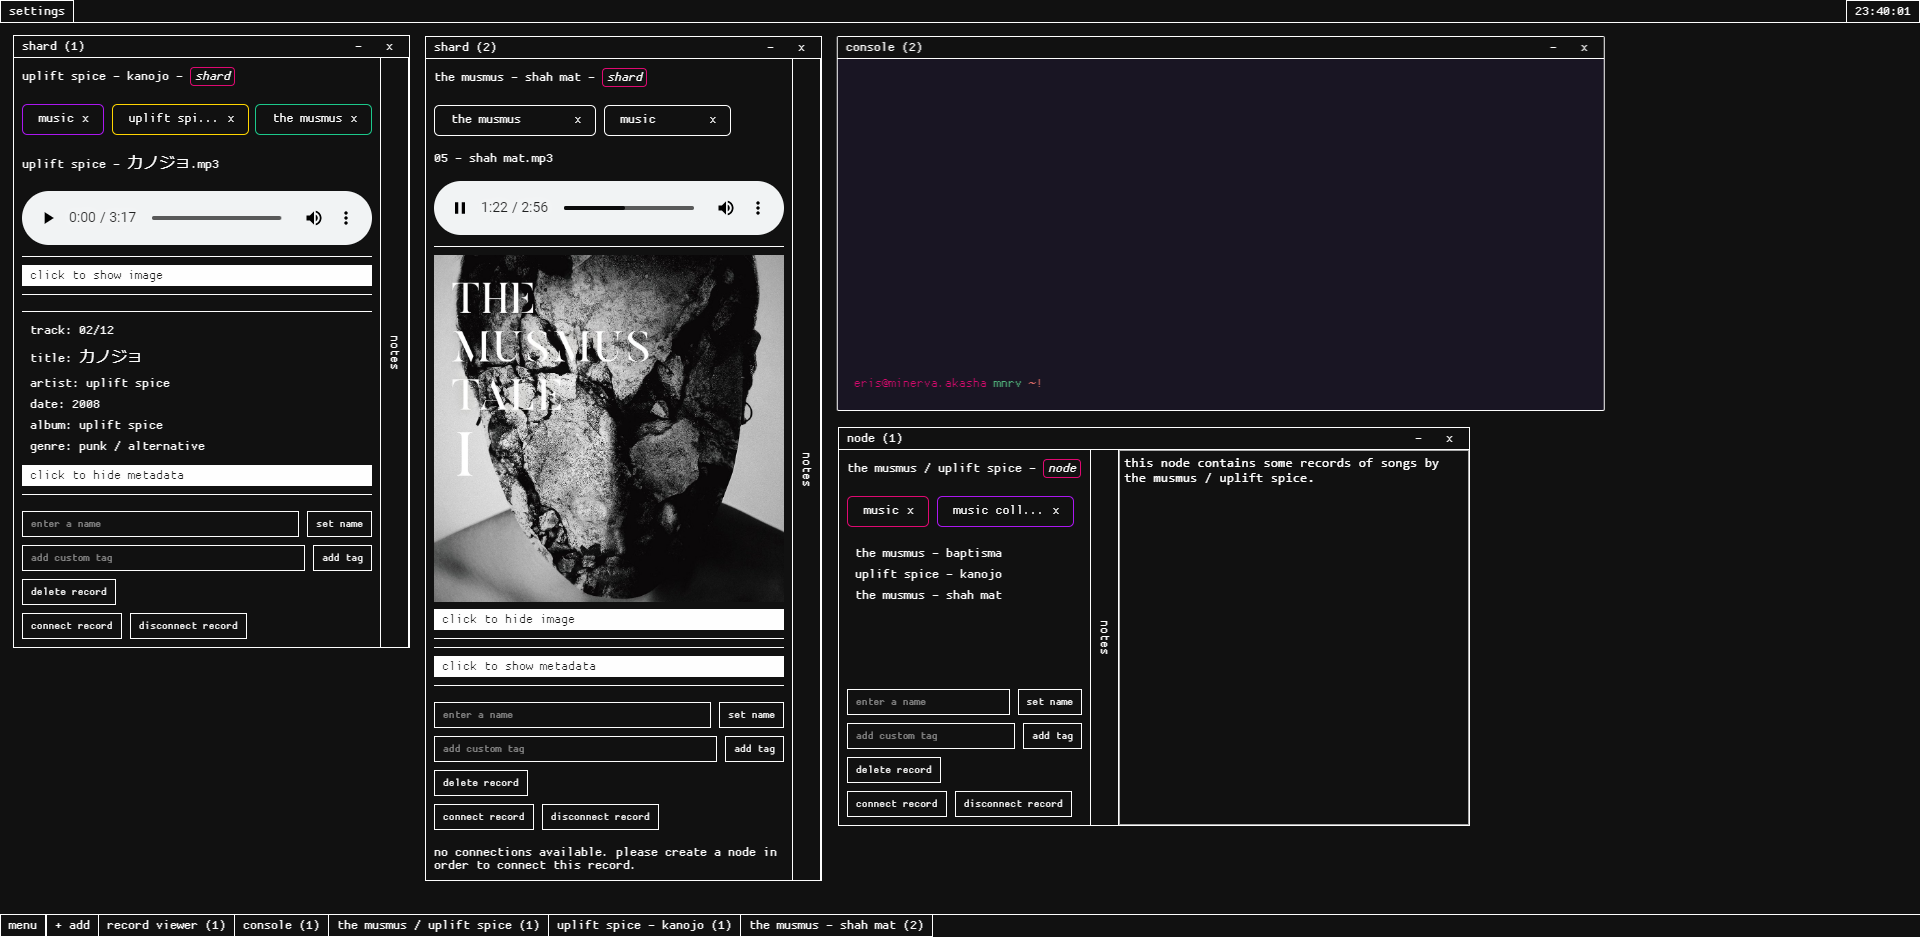 settings
23:40:01
shard (1)
- x
uplift spice - kanojo - shard
music x
uplift spi... x
the musmus x
uplift spice - カノジョ.mp3
0:00 / 3:17
click to show image
track: 02/12
title: カノジョ
artist: uplift spice
date: 2008
album: uplift spice
genre: punk / alternative
click to hide metadata
enter a name
set name
add custom tag
add tag
delete record
connect record
disconnect record
notes
shard (2)
- x
the musmus - shah mat - shard
the musmus x
music x
05 - shah mat.mp3
1:22 / 2:56
THE
MUSMUS
TALE
I
click to hide image
click to show metadata
enter a name
set name
add custom tag
add tag
delete record
connect record
disconnect record
no connections available. please create a node in
order to connect this record.
notes
console (2)
- x
eris@minerva.akasha mnrv ~!
node (1)
- x
the musmus / uplift spice - node
music x
music coll... x
the musmus - baptisma
uplift spice - kanojo
the musmus - shah mat
enter a name
set name
add custom tag
add tag
delete record
connect record
disconnect record
notes
this node contains some records of songs by
the musmus / uplift spice.
menu
+ add
record viewer (1)
console (1)
the musmus / uplift spice (1)
uplift spice - kanojo (1)
the musmus - shah mat (2)